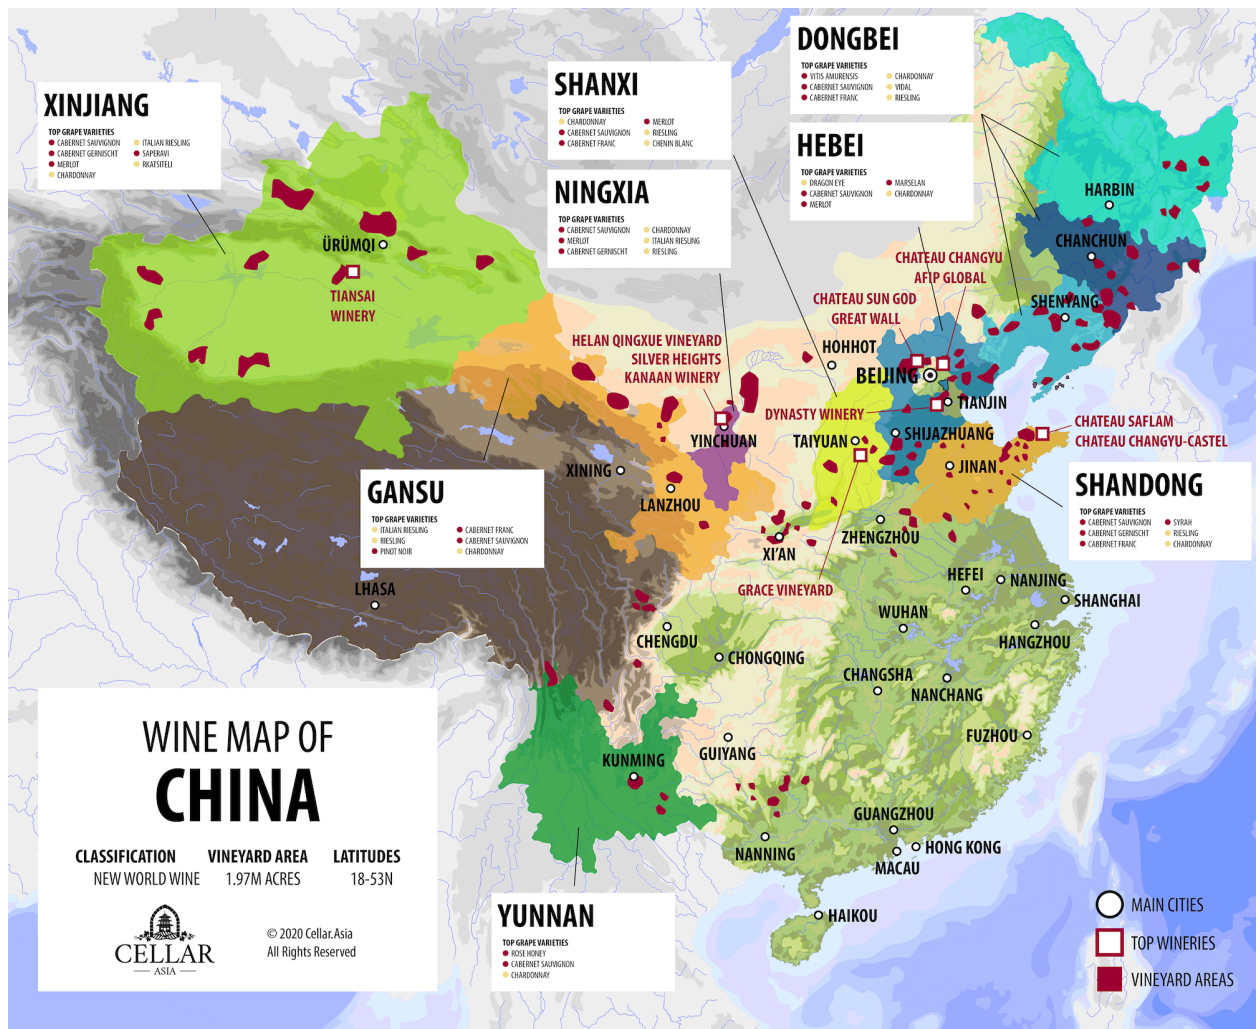 DONGBEI
TOP GRAPE VARIETIES
VITIS AMURENSIS
CABERNET SAUVIGNON
CABERNET FRANC
CHARDONNAY
VIDAL
RIESLING
SHANXI
TOP GRAPE VARIETIES
CHARDONNAY
CABERNET SAUVIGNON
CABERNET FRANC
MERLOT
RIESLING
CHENIN BLANC
XINJIANG
TOP GRAPE VARIETIES
CABERNET SAUVIGNON
CABERNET GERNISCHT
MERLOT
CHARDONNAY
ITALIAN RIESLING
SAPERAVI
RKATSITELI
HEBEI
TOP GRAPE VARIETIES
DRAGON EYE
CABERNET SAUVIGNON
MERLOT
MARSELAN
CHARDONNAY
NINGXIA
TOP GRAPE VARIETIES
CABERNET SAUVIGNON
MERLOT
CABERNET GERNISCHT
CHARDONNAY
ITALIAN RIESLING
RIESLING
HARBIN
ÜRÜMQI
CHANCHUN
CHATEAU CHANGYU
AFIP GLOBAL
TIANSAI
WINERY
CHATEAU SUN GOD
GREAT WALL
SHENYANG
HELAN QINGXUE VINEYARD
SILVER HEIGHTS
KANAAN WINERY
HOHHOT
BEIJING
DYNASTY WINERY
TIANJIN
YINCHUAN
TAIYUAN
SHIJAZHUANG
CHATEAU SAFLAM
CHATEAU CHANGYU-CASTEL
XINING
JINAN
LANZHOU
GANSU
TOP GRAPE VARIETIES
ITALIAN RIESLING
RIESLING
PINOT NOIR
CABERNET FRANC
CABERNET SAUVIGNON
CHARDONNAY
SHANDONG
TOP GRAPE VARIETIES
CABERNET SAUVIGNON
CABERNET GERNISCHT
CABERNET FRANC
SYRAH
RIESLING
CHARDONNAY
ZHENGZHOU
XI'AN
GRACE VINEYARD
LHASA
HEFEI
NANJING
SHANGHAI
WUHAN
HANGZHOU
CHENGDU
CHONGQING
CHANGSHA
NANCHANG
FUZHOU
GUIYANG
KUNMING
GUANGZHOU
NANNING
HONG KONG
MACAU
HAIKOU
WINE MAP OF
CHINA
CLASSIFICATION
NEW WORLD WINE
VINEYARD AREA
1.97M ACRES
LATITUDES
18-53N
CELLAR
ASIA
© 2020 Cellar.Asia
All Rights Reserved
YUNNAN
TOP GRAPE VARIETIES
ROSE HONEY
CABERNET SAUVIGNON
CHARDONNAY
MAIN CITIES
TOP WINERIES
VINEYARD AREAS